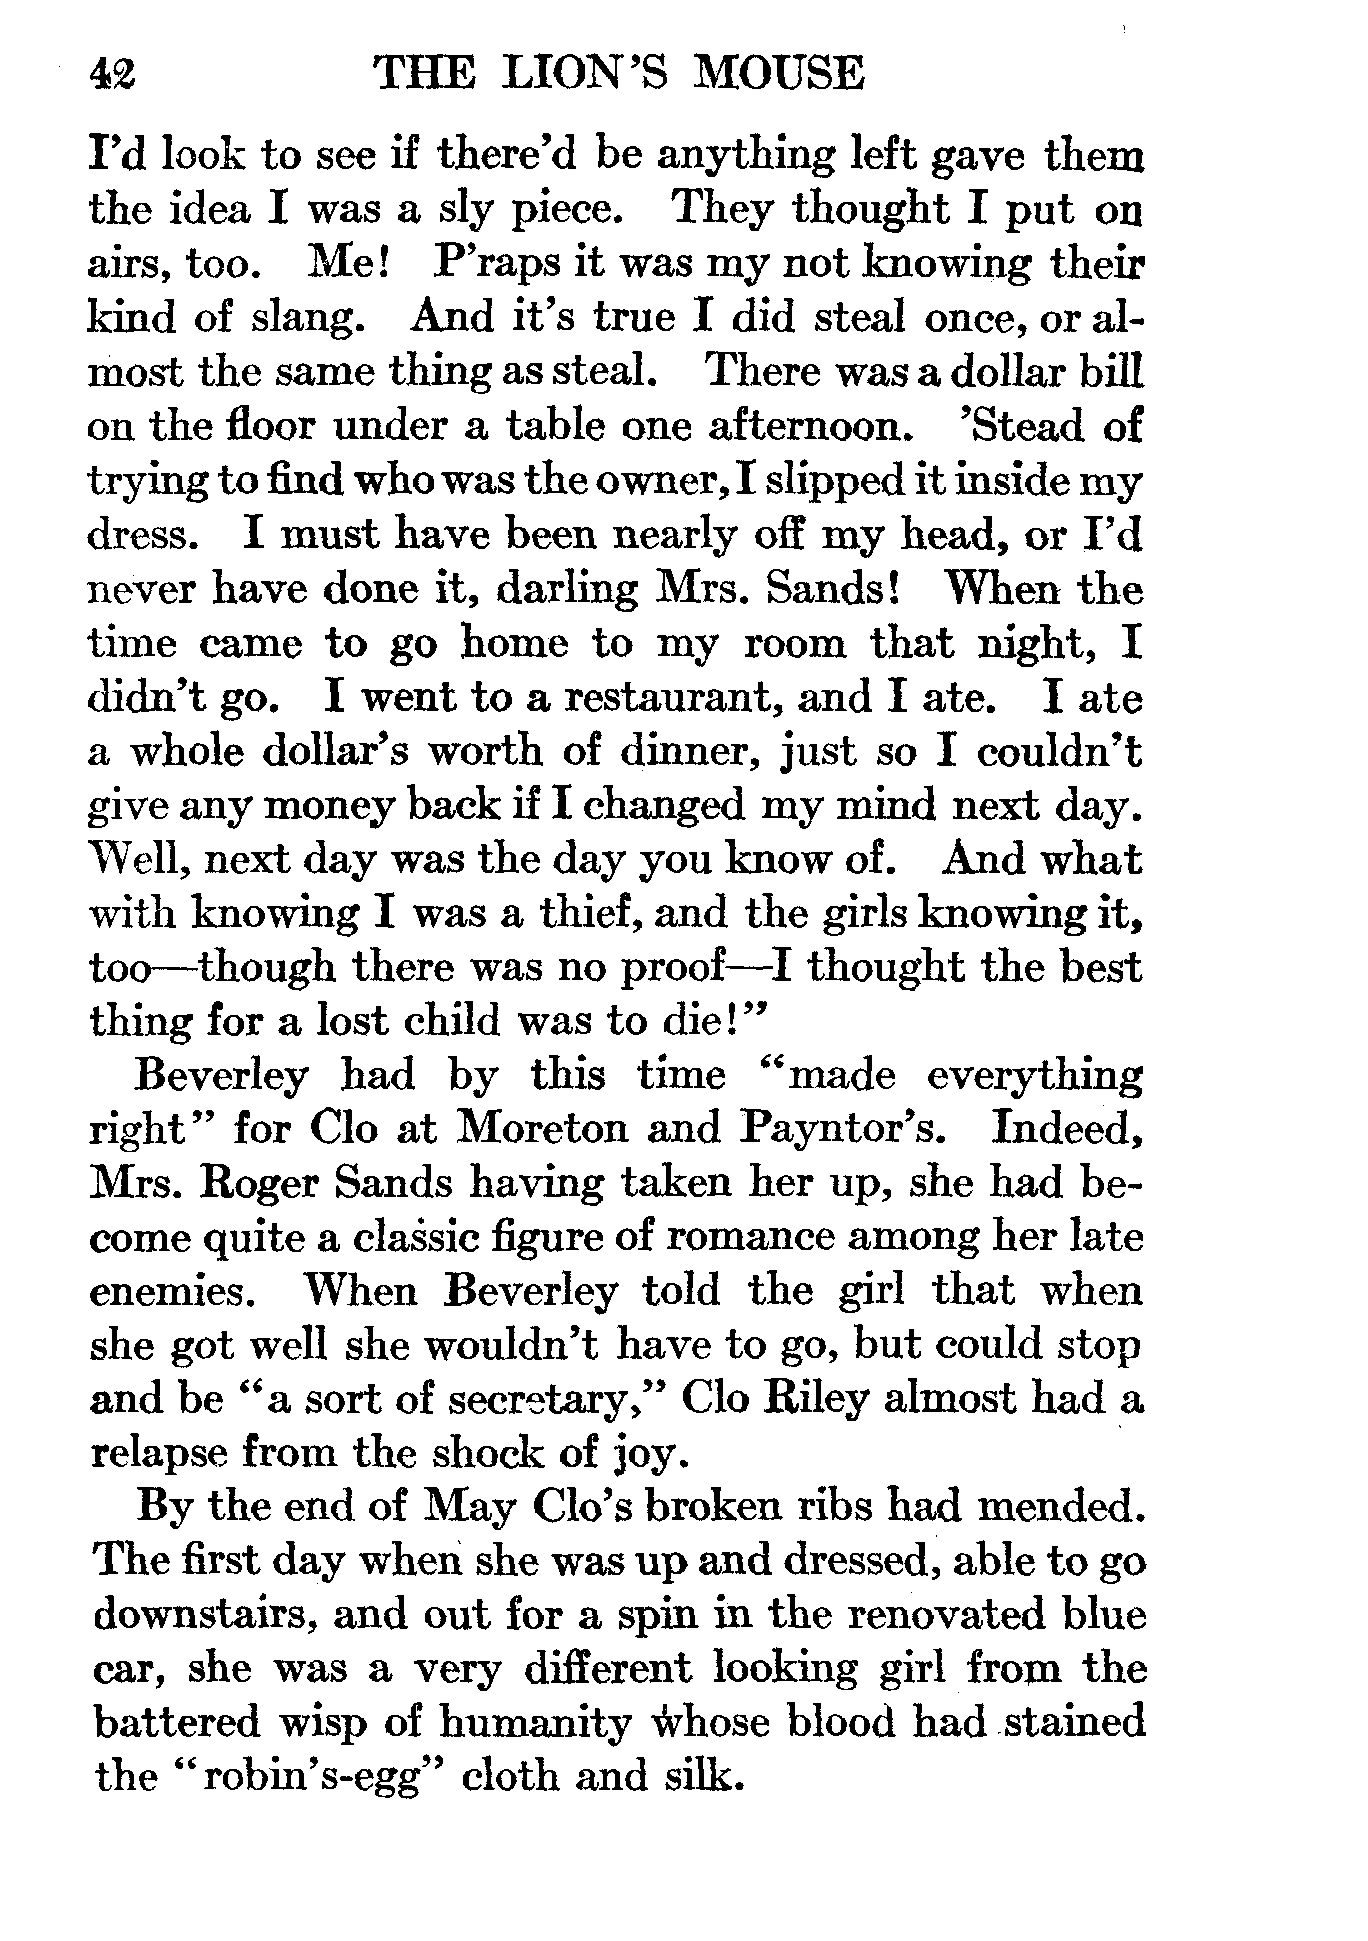 42 THE LION'S MOUSE
I'd look to see if there'd be anything left gave them
the idea I was a sly piece. They thought I put on
airs, too. Me! P'raps it was my not knowing their
kind of slang. And it's true I did steal once, or al-
most the same thing as steal. There was a dollar bill
on the floor under a table one afternoon. 'Stead of
trying to find who was the owner, I slipped it inside my
dress. I must have been nearly off my head, or I'd
never have done it, darling Mrs. Sands! When the
time came to go home to my room that night, I
didn't go. I went to a restaurant, and I ate. I ate
a whole dollar's worth of dinner, just so I couldn't
give any money back if I changed my mind next day.
Well, next day was the day you know of. And what
with knowing I was a thief, and the girls knowing it,
too—though there was no proof—I thought the best
thing for a lost child was to die!"
Beverley had by this time "made everything
right" for Clo at Moreton and Payntor's. Indeed,
Mrs. Roger Sands having taken her up, she had be-
come quite a classic figure of romance among her late
enemies. When Beverley told the girl that when
she got well she wouldn't have to go, but could stop
and be "a sort of secretary," Clo Riley almost had a
relapse from the shock of joy.
By the end of May Clo's broken ribs had mended.
The first day when she was up and dressed, able to go
downstairs, and out for a spin in the renovated blue
car, she was a very different looking girl from the
battered wisp of humanity whose blood had stained
the "robin's-egg" cloth and silk.